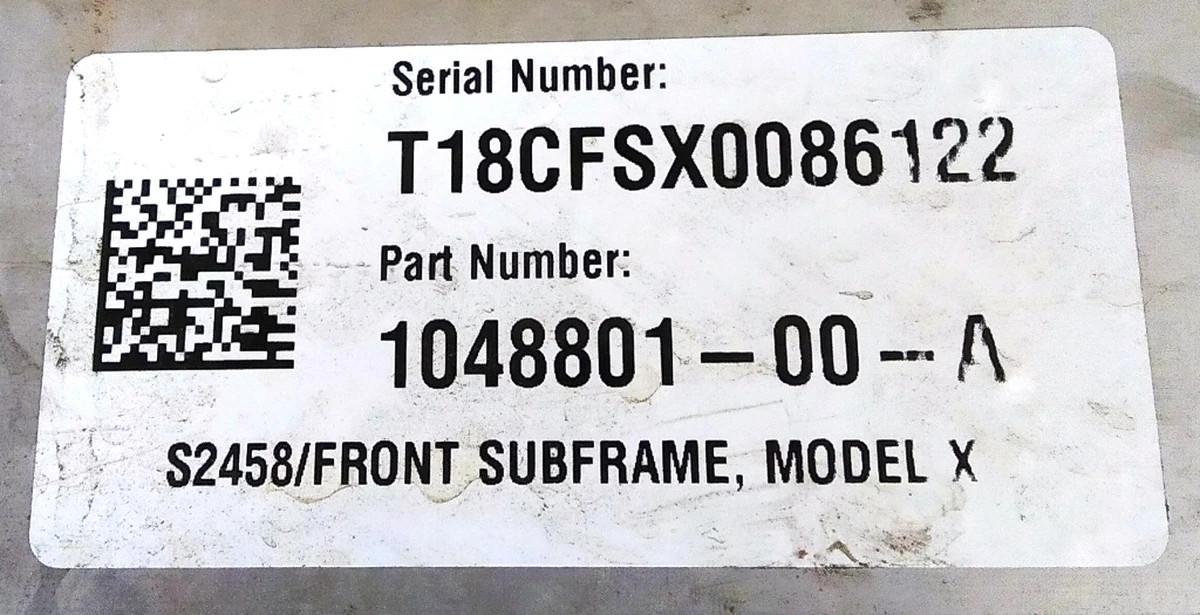 Serial Number:
T18CFSX0086122
Part Number:
1048801-00-A
S2458/FRONT SUBFRAME, MODEL X